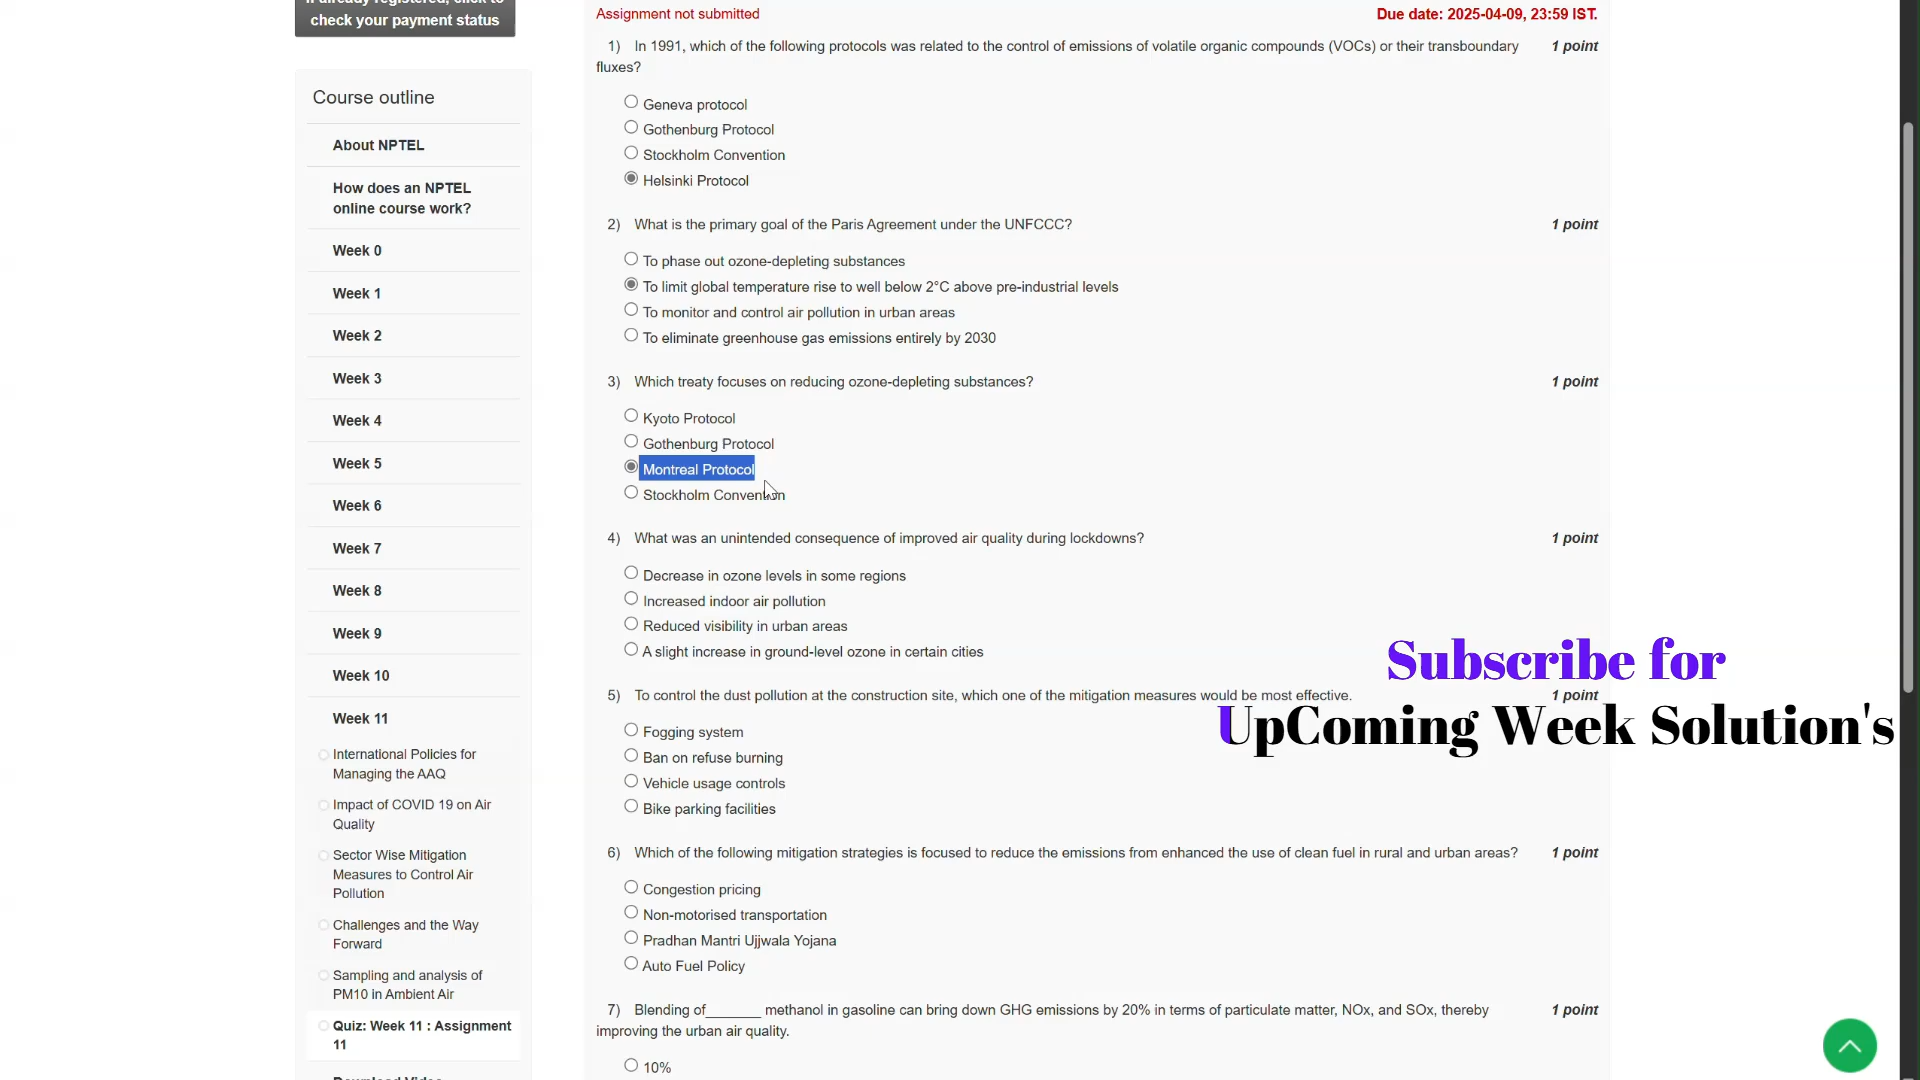 If already registered, click to
check your payment status
Course outline
About NPTEL
How does an NPTEL
online course work?
Week 0
Week 1
Week 2
Week 3
Week 4
Week 5
Week 6
Week 7
Week 8
Week 9
Week 10
Week 11
International Policies for
Managing the AAQ
Impact of COVID 19 on Air
Quality
Sector Wise Mitigation
Measures to Control Air
Pollution
Challenges and the Way
Forward
Sampling and analysis of
PM10 in Ambient Air
Quiz: Week 11 : Assignment
11
Download Video
Assignment not submitted
Due date: 2025-04-09, 23:59 IST.
1) In 1991, which of the following protocols was related to the control of emissions of volatile organic compounds (VOCs) or their transboundary 1 point
fluxes?
Geneva protocol
Gothenburg Protocol
Stockholm Convention
Helsinki Protocol
2) What is the primary goal of the Paris Agreement under the UNFCCC? 1 point
To phase out ozone-depleting substances
To limit global temperature rise to well below 2°C above pre-industrial levels
To monitor and control air pollution in urban areas
To eliminate greenhouse gas emissions entirely by 2030
3) Which treaty focuses on reducing ozone-depleting substances? 1 point
Kyoto Protocol
Gothenburg Protocol
Montreal Protocol
Stockholm Convention
4) What was an unintended consequence of improved air quality during lockdowns? 1 point
Decrease in ozone levels in some regions
Increased indoor air pollution
Reduced visibility in urban areas
A slight increase in ground-level ozone in certain cities
5) To control the dust pollution at the construction site, which one of the mitigation measures would be most effective. 1 point
Fogging system
Ban on refuse burning
Vehicle usage controls
Bike parking facilities
6) Which of the following mitigation strategies is focused to reduce the emissions from enhanced the use of clean fuel in rural and urban areas? 1 point
Congestion pricing
Non-motorised transportation
Pradhan Mantri Ujjwala Yojana
Auto Fuel Policy
7) Blending of_______ methanol in gasoline can bring down GHG emissions by 20% in terms of particulate matter, NOx, and SOx, thereby 1 point
improving the urban air quality.
10%
Subscribe for
UpComing Week Solution's